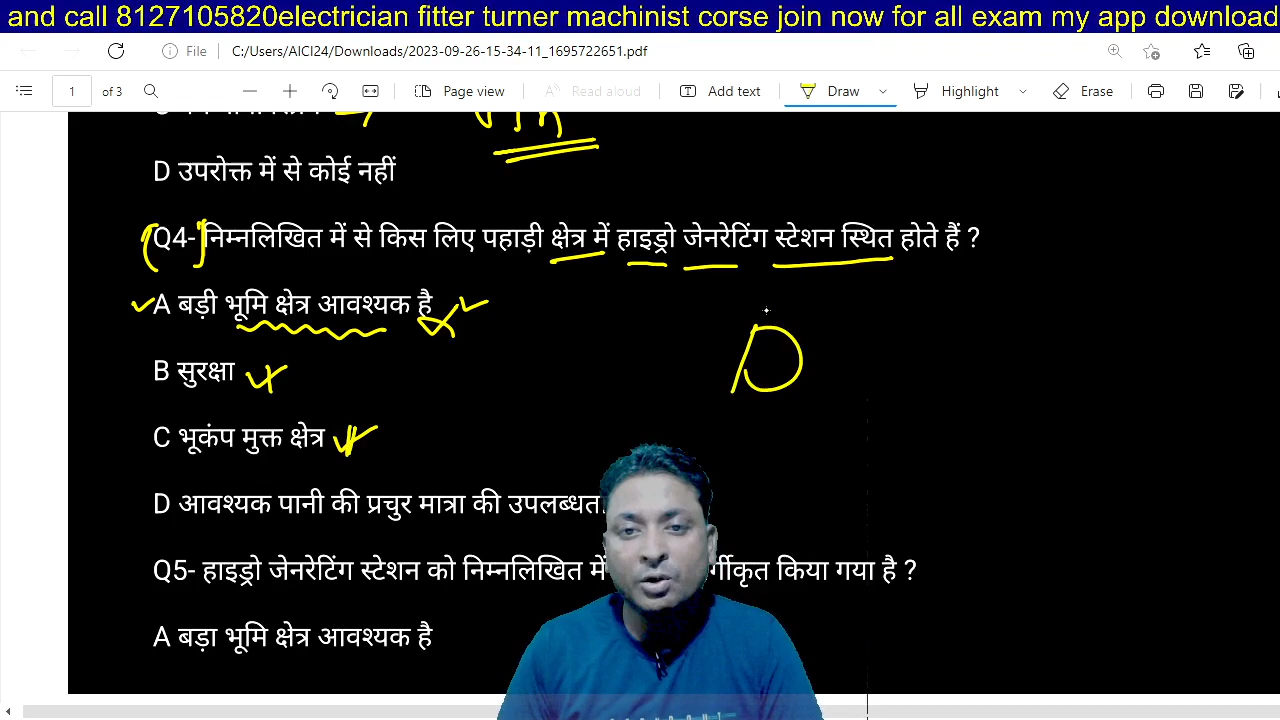 and call 8127105820electrician fitter turner machinist corse join now for all exam my app download
File C:/Users/AICI24/Downloads/2023-09-26-15-34-11_1695722651.pdf
1 of 3 Page view Read aloud Add text Draw Highlight Erase
D उपरोक्त में से कोई नहीं
Q4- निम्नलिखित में से किस लिए पहाड़ी क्षेत्र में हाइड्रो जेनरेटिंग स्टेशन स्थित होते हैं ?
A बड़ी भूमि क्षेत्र आवश्यक है
D
B सुरक्षा
C भूकंप मुक्त क्षेत्र
D आवश्यक पानी की प्रचुर मात्रा की
Q5- हाइड्रो जेनरेटिंग स्टेशन को निम्नलिखित में किया गया है ?
A बड़ा भूमि क्षेत्र आवश्यक है